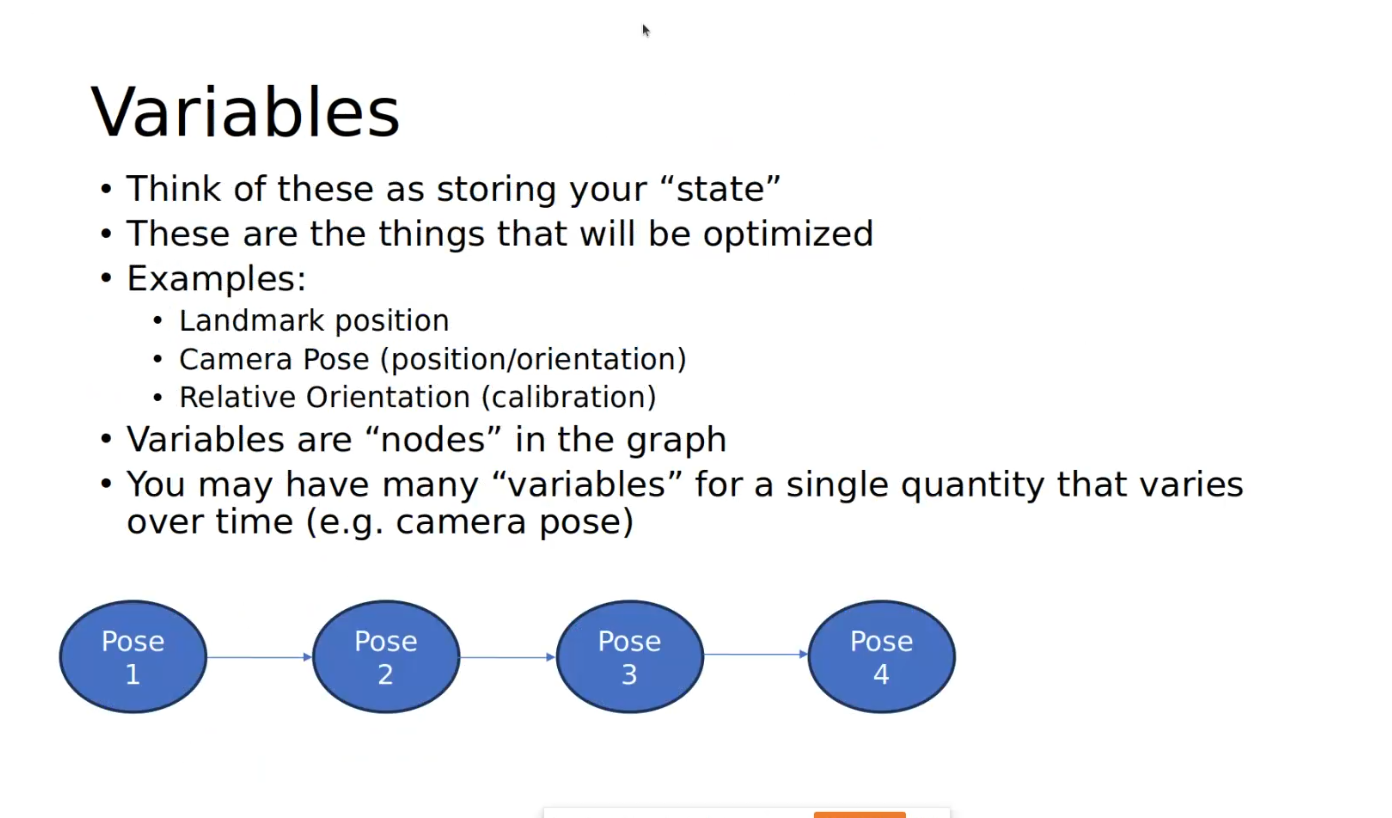 Variables
• Think of these as storing your “state”
• These are the things that will be optimized
• Examples:
• Landmark position
• Camera Pose (position/orientation)
• Relative Orientation (calibration)
• Variables are “nodes” in the graph
• You may have many “variables” for a single quantity that varies
over time (e.g. camera pose)
Pose
1
Pose
2
Pose
3
Pose
4